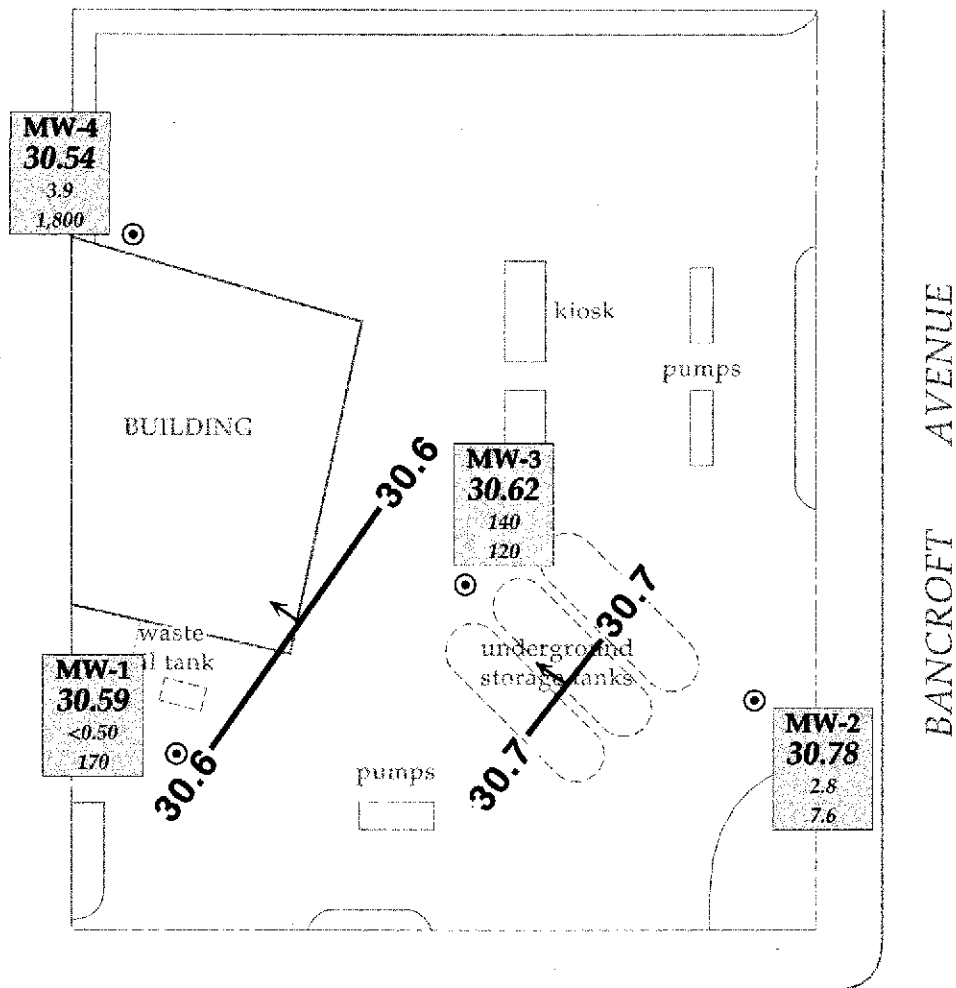 MW-4
30.54
3.9
1,800
kiosk
pumps
BUILDING
30.6
MW-3
30.62
140
120
30.7
waste
il tank
underground
storage tanks
MW-1
30.59
<0.50
170
30.6
pumps
30.7
MW-2
30.78
2.8
7.6
BANCROFT AVENUE